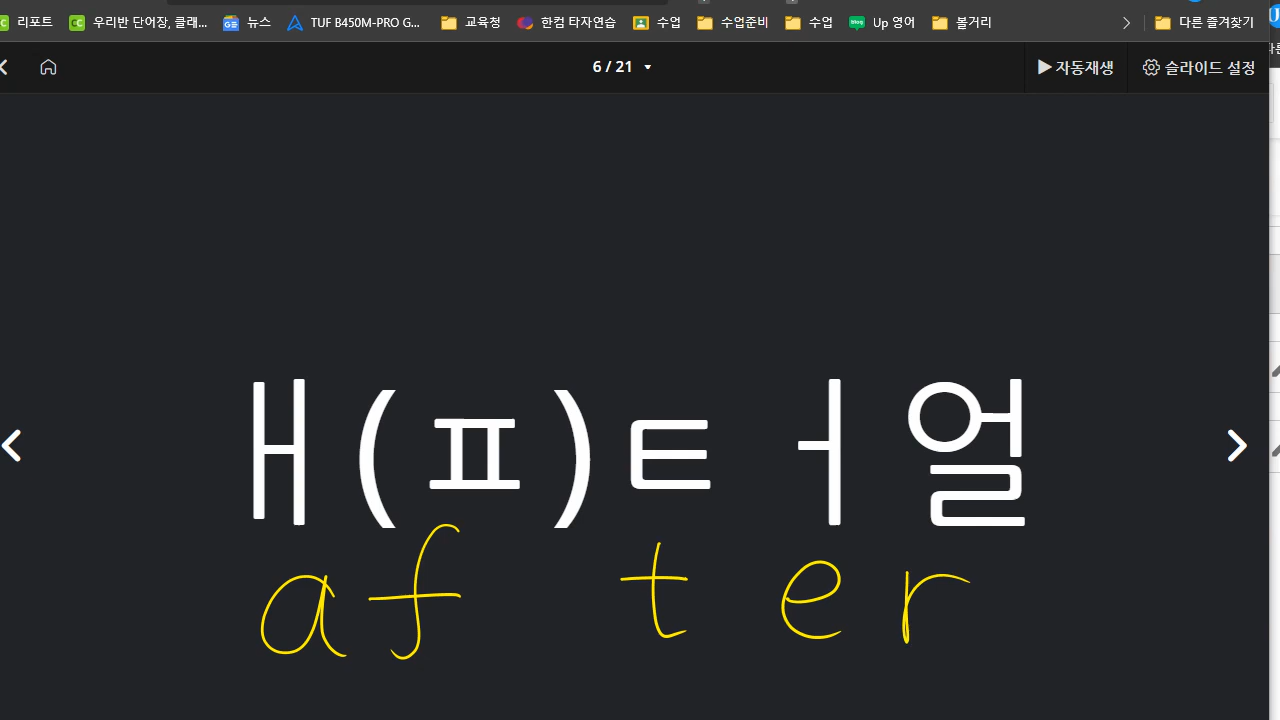 리포트 우리반 단어장, 클래... 뉴스 TUF B450M-PRO G... 교육청 한컴 타자연습 수업 수업준비 수업 Up 영어 볼거리 다른 즐겨찾기
6 / 21 자동재생 슬라이드 설정
ㅐ(ㅍ)ㅌ ㅓ 얼
af t e r